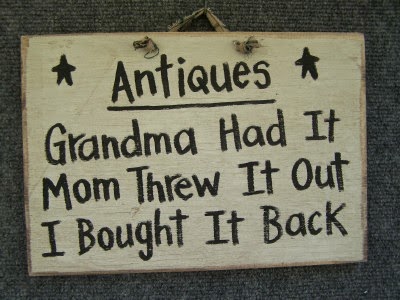 Antiques
Grandma Had It
Mom Threw It Out
I Bought It Back